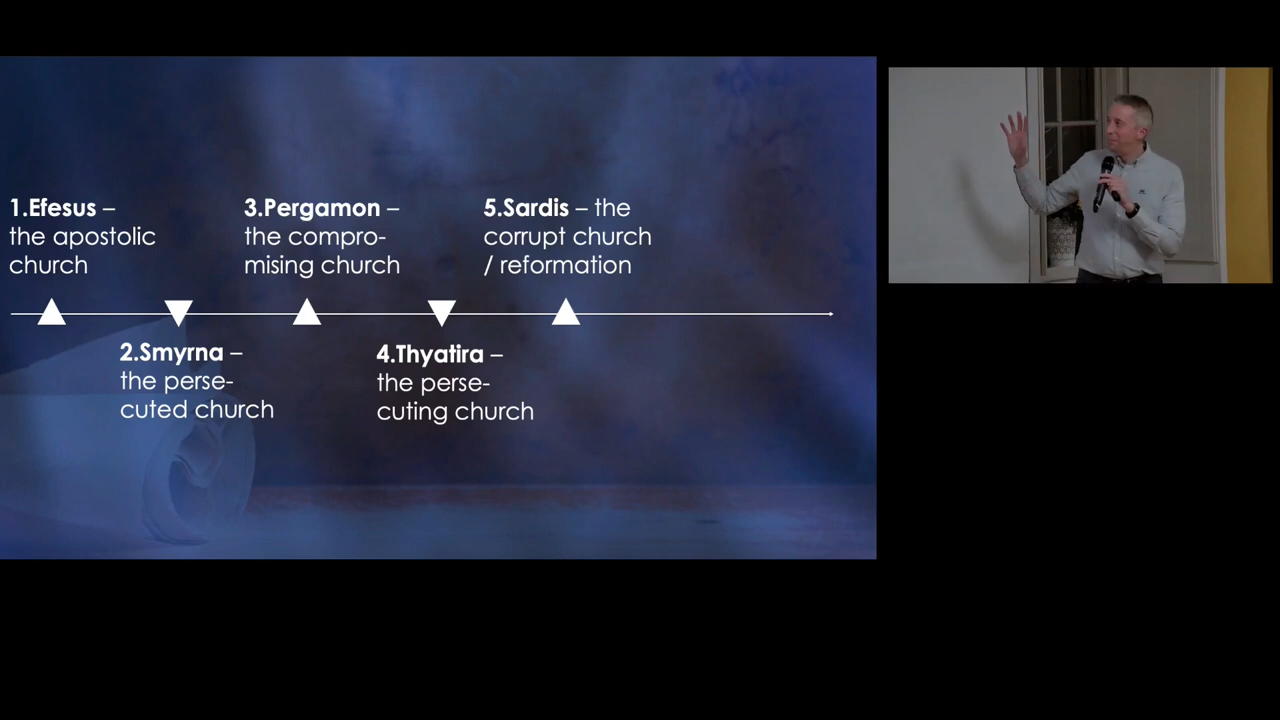 1.Efesus –
the apostolic
church
2.Smyrna –
the perse-
cuted church
3.Pergamon –
the compro-
mising church
4.Thyatira –
the perse-
cuting church
5.Sardis – the
corrupt church
/ reformation